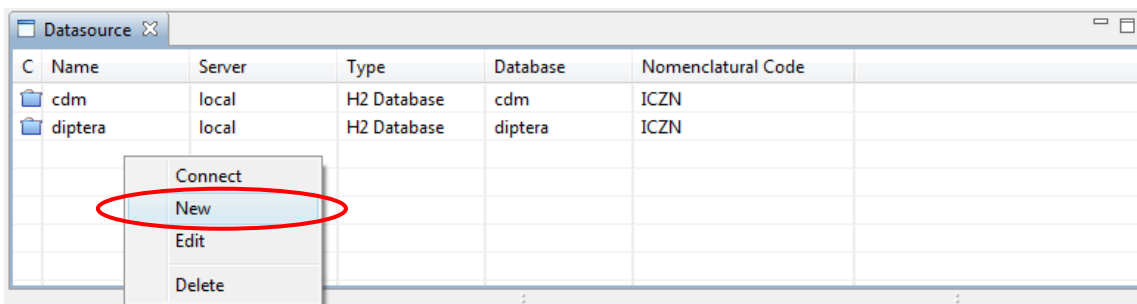 Datasource
C Name Server Type Database Nomenclatural Code
cdm local H2 Database cdm ICZN
diptera local H2 Database diptera ICZN
Connect
New
Edit
Delete